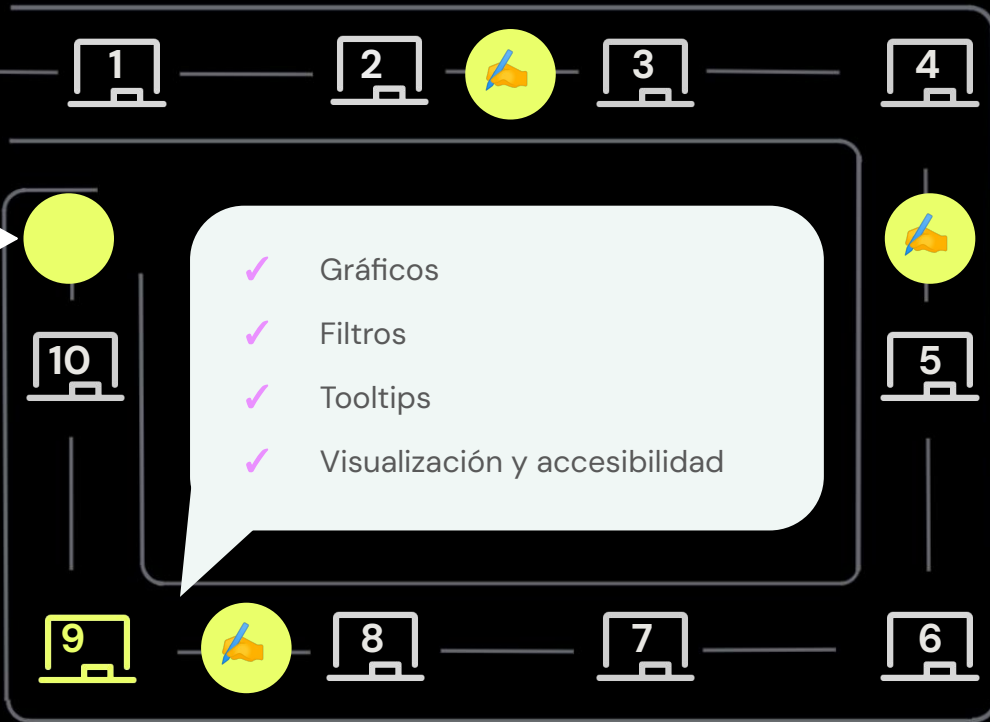 1
2
3
4
✓ Gráficos
✓ Filtros
✓ Tooltips
✓ Visualización y accesibilidad
10
5
9
8
7
6